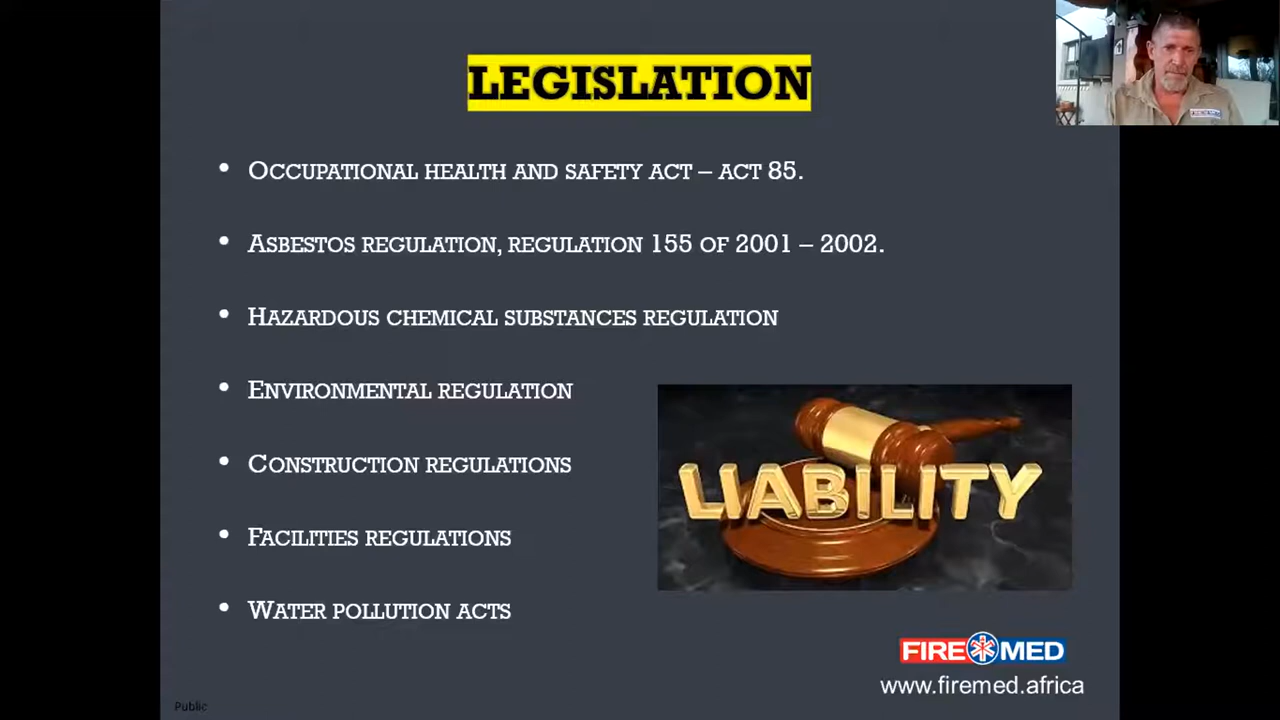 LEGISLATION
• OCCUPATIONAL HEALTH AND SAFETY ACT – ACT 85.
• ASBESTOS REGULATION, REGULATION 155 OF 2001 – 2002.
• HAZARDOUS CHEMICAL SUBSTANCES REGULATION
• ENVIRONMENTAL REGULATION
• CONSTRUCTION REGULATIONS
• FACILITIES REGULATIONS
• WATER POLLUTION ACTS
LIABILITY
FIRE MED
www.firemed.africa
Public